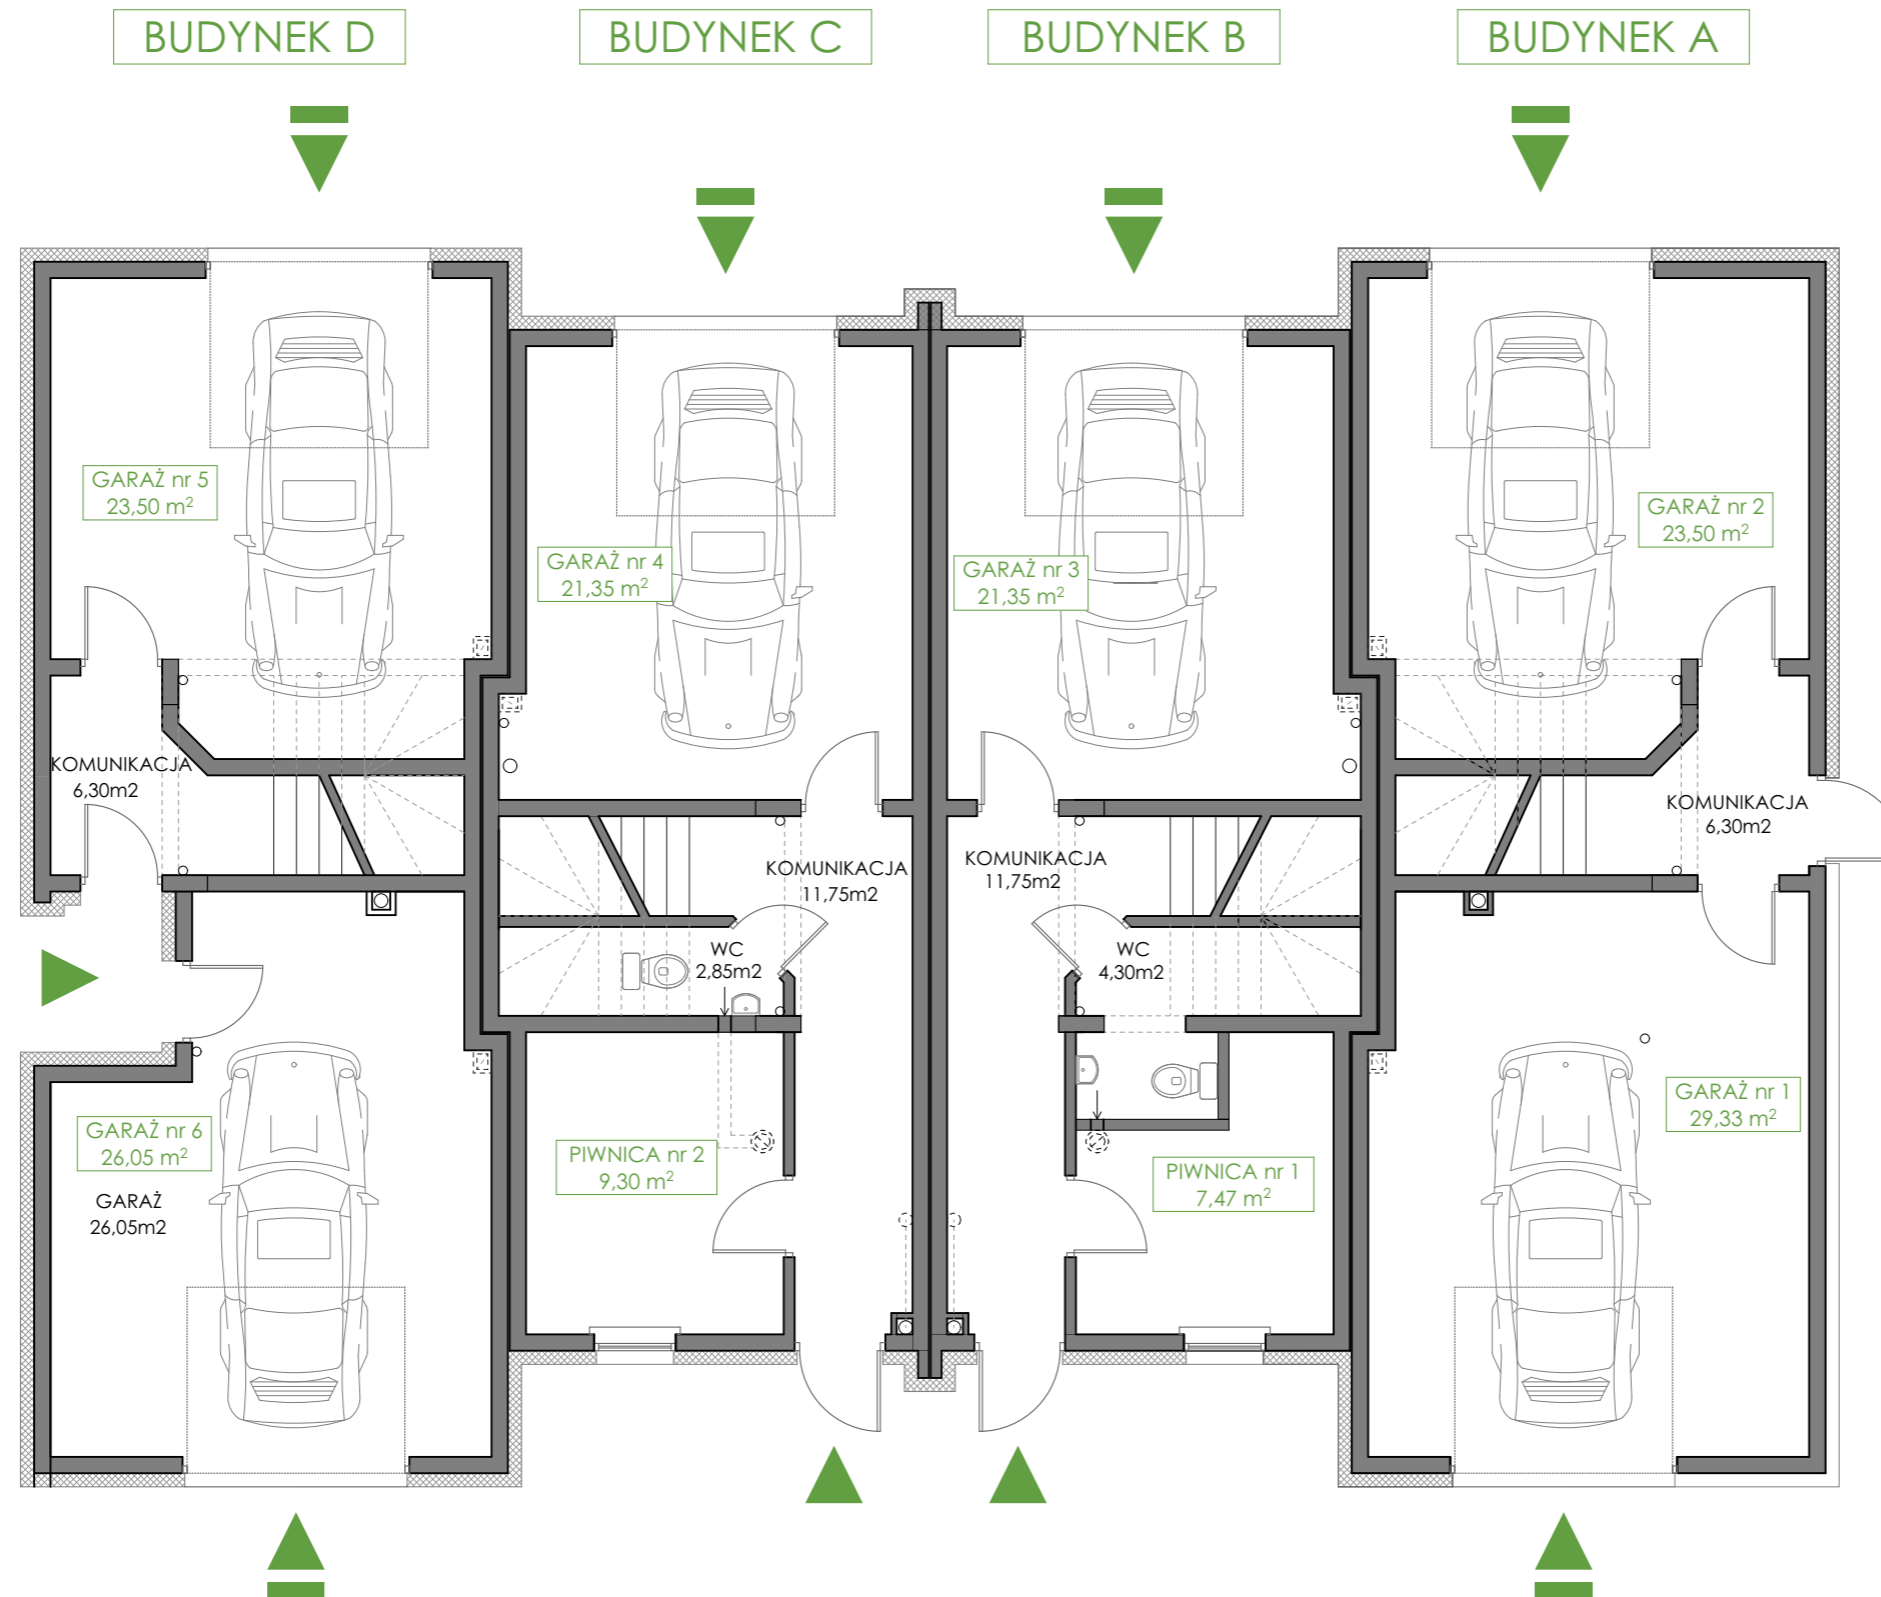 BUDYNEK D
BUDYNEK C
BUDYNEK B
BUDYNEK A
GARAŻ nr 5
23,50 m²
GARAŻ nr 4
21,35 m²
GARAŻ nr 3
21,35 m²
GARAŻ nr 2
23,50 m²
KOMUNIKACJA
6,30m2
KOMUNIKACJA
11,75m2
KOMUNIKACJA
11,75m2
KOMUNIKACJA
6,30m2
WC
2,85m2
WC
4,30m2
GARAŻ nr 6
26,05 m²
GARAŻ
26,05m2
PIWNICA nr 2
9,30 m²
PIWNICA nr 1
7,47 m²
GARAŻ nr 1
29,33 m²